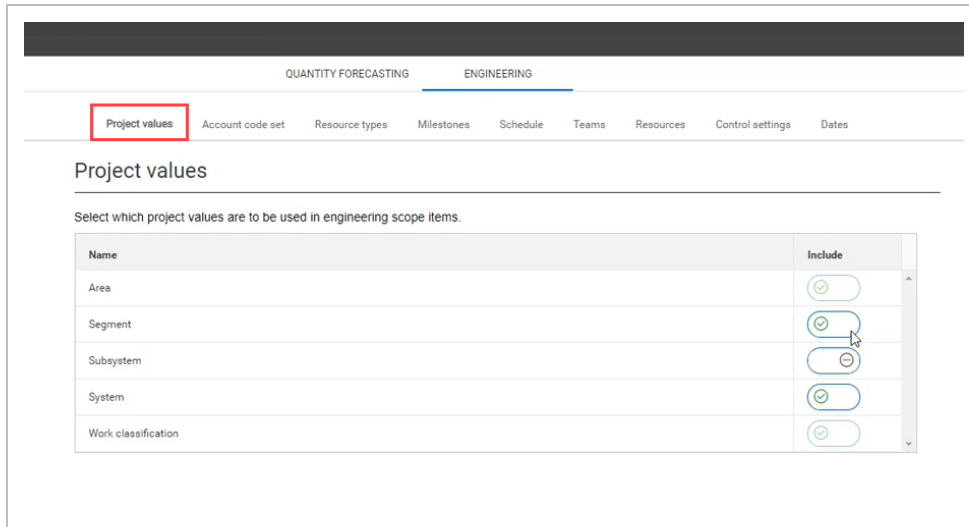 QUANTITY FORECASTING ENGINEERING
Project values Account code set Resource types Milestones Schedule Teams Resources Control settings Dates
Project values
Select which project values are to be used in engineering scope items.
Name Include
Area
Segment
Subsystem
System
Work classification